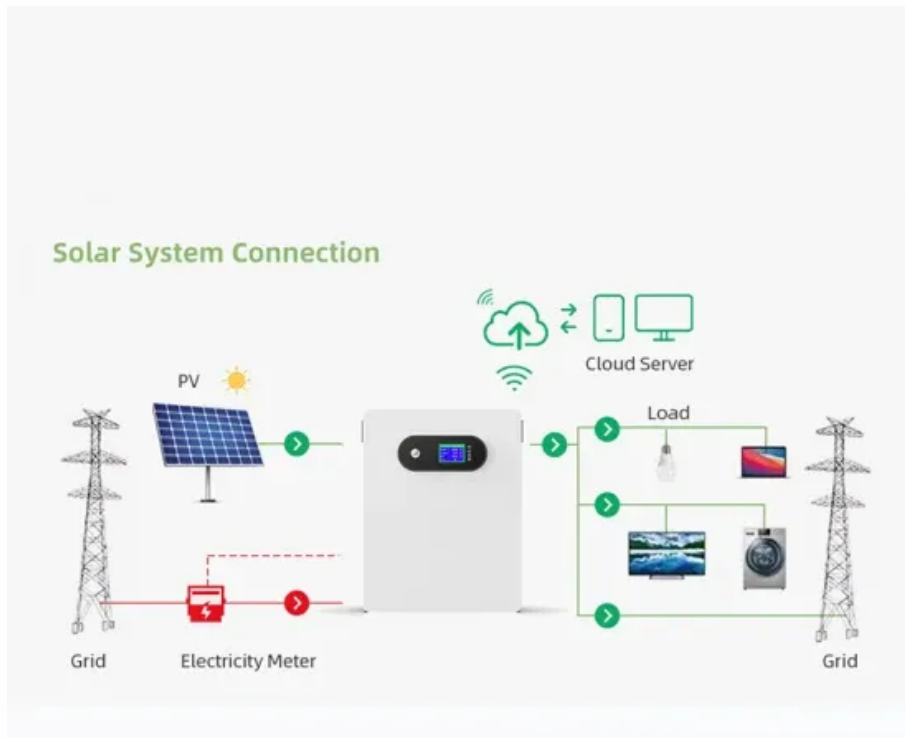 Solar System Connection
Cloud Server
PV
Load
Grid
Electricity Meter
Grid